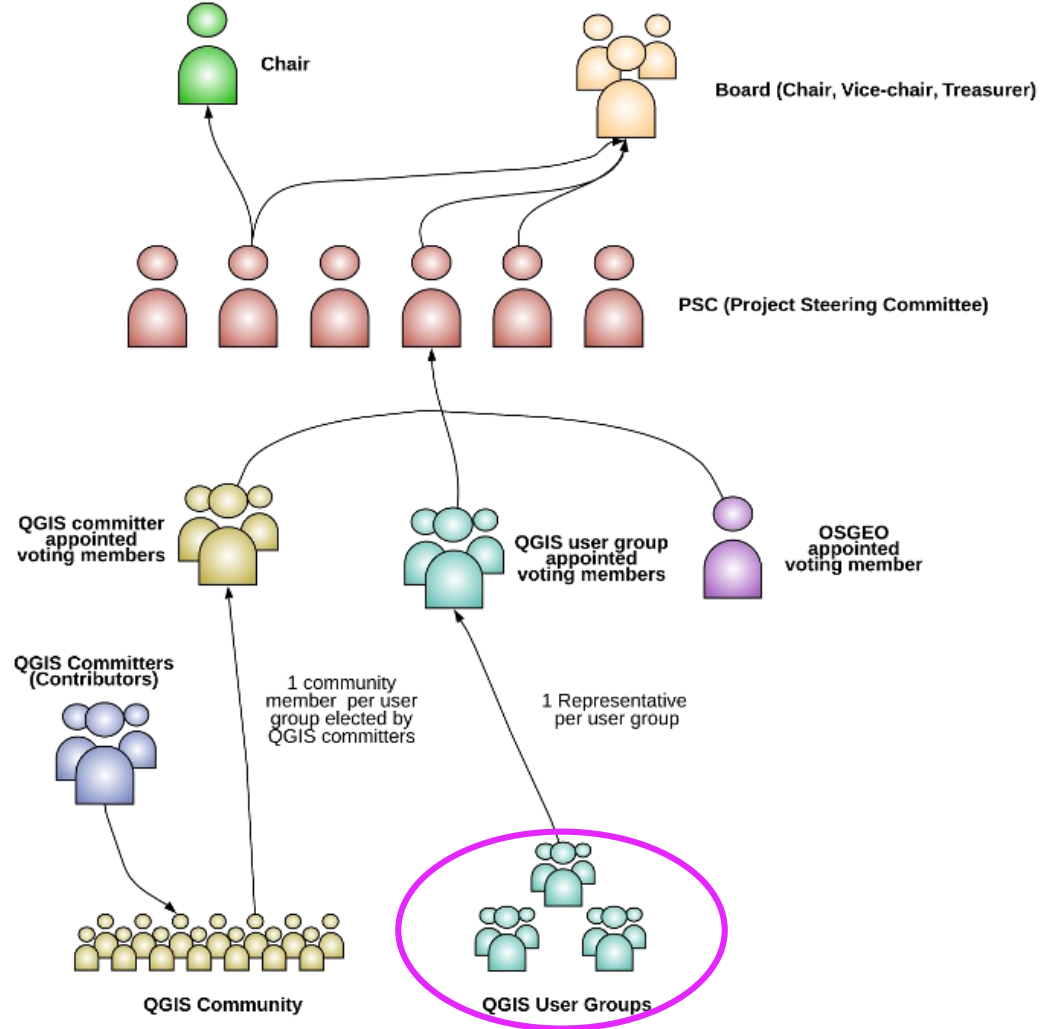 Chair
Board (Chair, Vice-chair, Treasurer)
PSC (Project Steering Committee)
QGIS committer
appointed
voting members
QGIS user group
appointed
voting members
OSGEO
appointed
voting member
QGIS Committers
(Contributors)
1 community
member per user
group elected by
QGIS committers
1 Representative
per user group
QGIS Community
QGIS User Groups